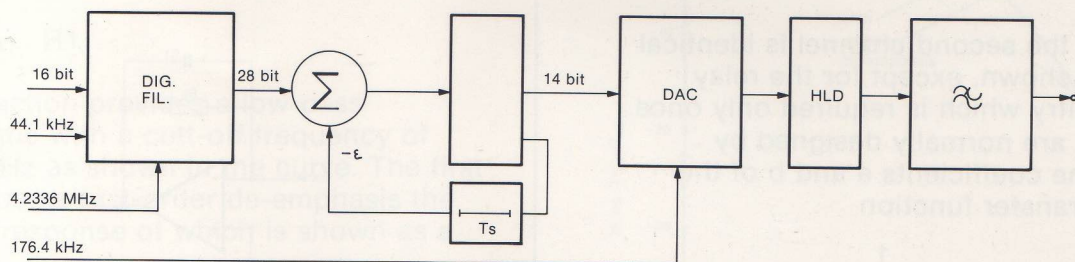 16 bit
44.1 kHz
4.2336 MHz
176.4 kHz
DIG.
FIL.
28 bit
Σ
-ε
Ts
14 bit
DAC
HLD